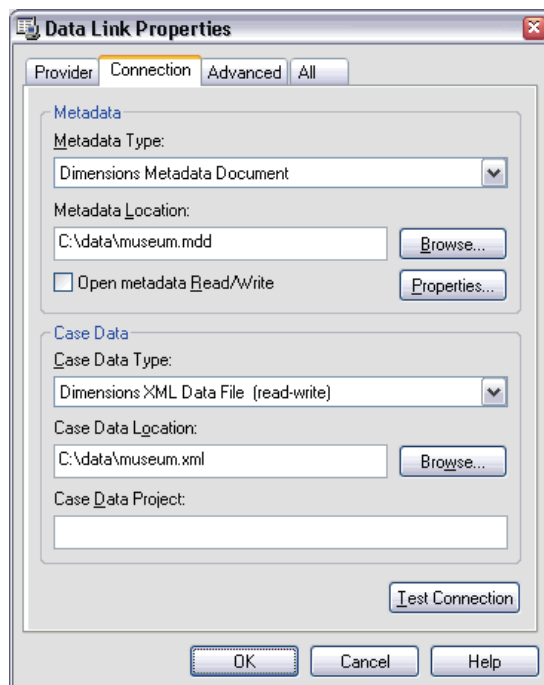 Data Link Properties
Provider Connection Advanced All
Metadata
Metadata Type:
Dimensions Metadata Document
Metadata Location:
C:\data\museum.mdd Browse...
Open metadata Read/Write Properties...
Case Data
Case Data Type:
Dimensions XML Data File (read-write)
Case Data Location:
C:\data\museum.xml Browse...
Case Data Project:
Test Connection
OK Cancel Help